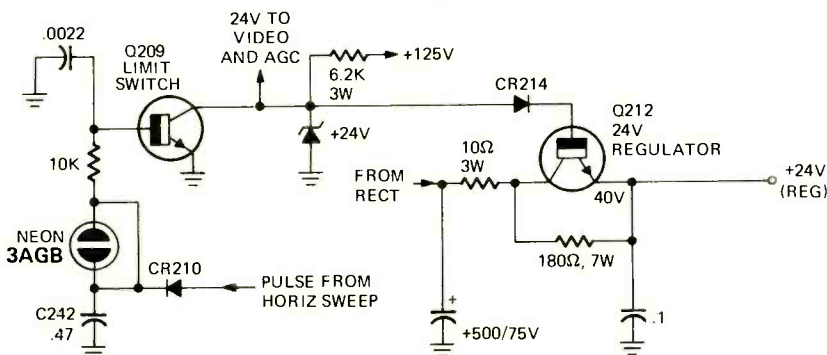 .0022
Q209
LIMIT
SWITCH
24V TO
VIDEO
AND AGC
+125V
6.2K
3W
+24V
CR214
Q212
24V
REGULATOR
10K
FROM
RECT
10Ω
3W
40V
+24V
(REG)
NEON
3AGB
CR210
PULSE FROM
HORIZ SWEEP
180Ω, 7W
C242
.47
+
+500/75V
.1